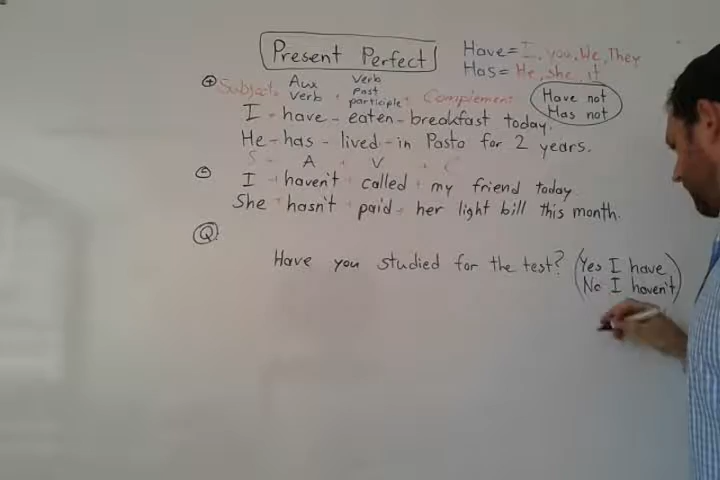 Present Perfect
Have = I, you, We, They
Has = He, she, it
+ Subject + Aux Verb + Verb Past participle + Complement
Have not
Has not
I - have - eaten - breakfast today.
He - has - lived - in Pasto for 2 years.
S - A + V + C
- I + haven't + called + my friend today
She + hasn't + paid + her light bill this month.
Q
Have you studied for the test? (Yes I have
No I haven't)